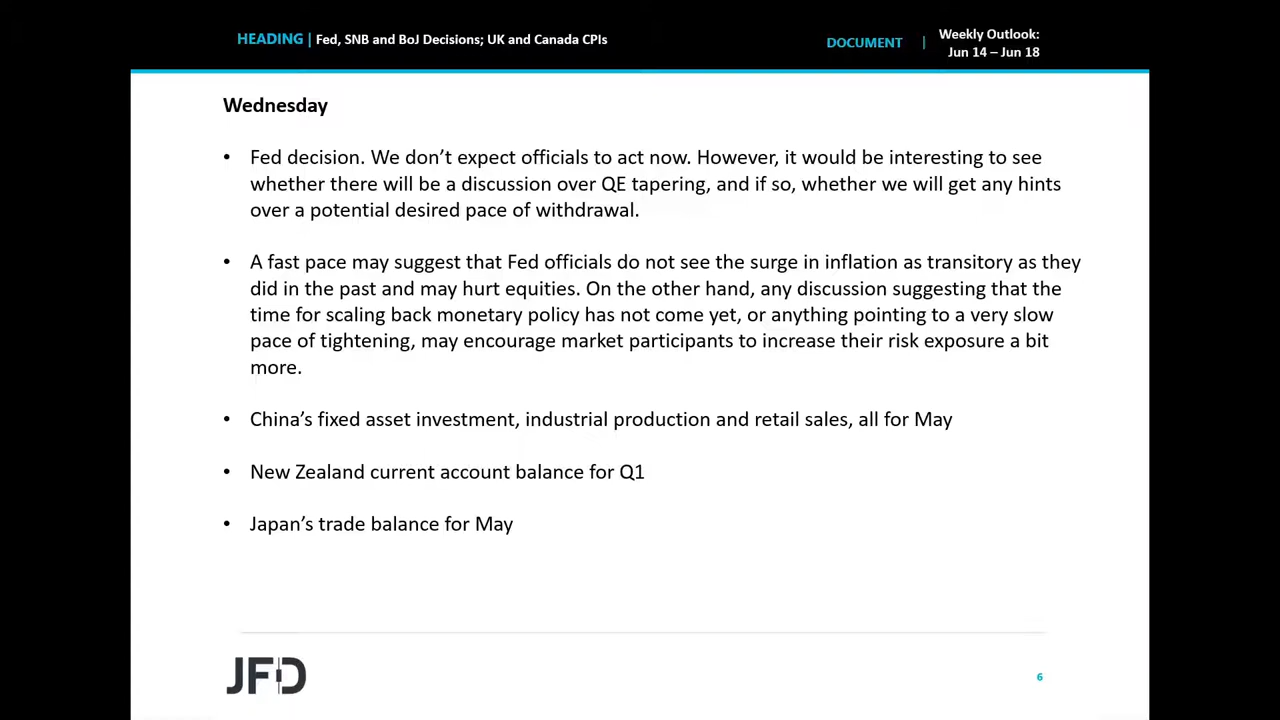 HEADING | Fed, SNB and BoJ Decisions; UK and Canada CPIs
DOCUMENT | Weekly Outlook:
Jun 14 – Jun 18
Wednesday
• Fed decision. We don’t expect officials to act now. However, it would be interesting to see
whether there will be a discussion over QE tapering, and if so, whether we will get any hints
over a potential desired pace of withdrawal.
• A fast pace may suggest that Fed officials do not see the surge in inflation as transitory as they
did in the past and may hurt equities. On the other hand, any discussion suggesting that the
time for scaling back monetary policy has not come yet, or anything pointing to a very slow
pace of tightening, may encourage market participants to increase their risk exposure a bit
more.
• China’s fixed asset investment, industrial production and retail sales, all for May
• New Zealand current account balance for Q1
• Japan’s trade balance for May
JFD
6